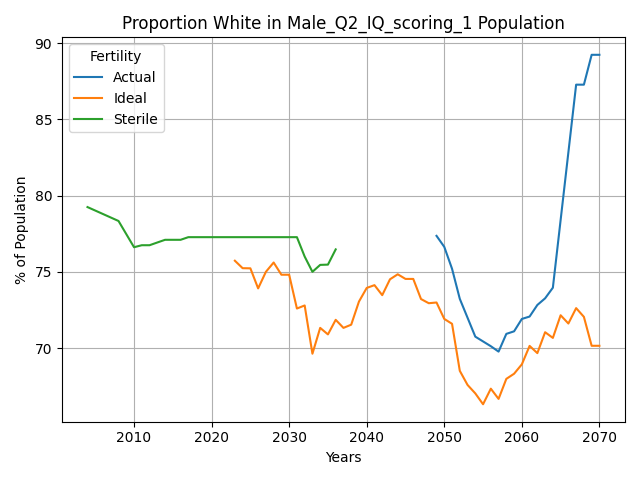 Proportion White in Male_Q2_IQ_scoring_1 Population
Fertility
Actual
Ideal
Sterile
% of Population
90
85
80
75
70
2010
2020
2030
2040
2050
2060
2070
Years